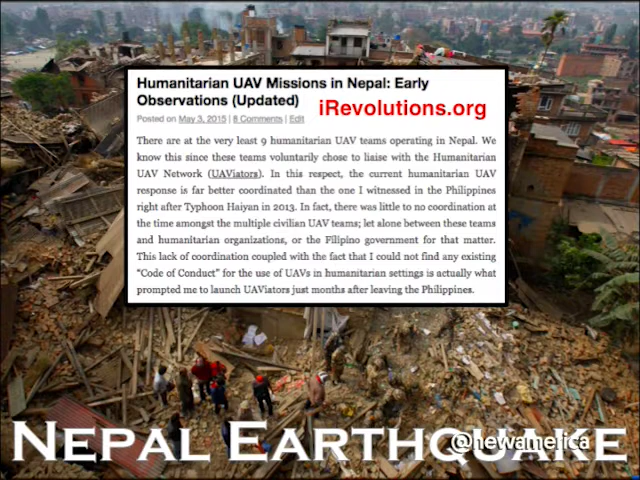 Humanitarian UAV Missions in Nepal: Early
Observations (Updated)
iRevolutions.org
Posted on May 3, 2015 | 8 Comments | Edit
There are at the very least 9 humanitarian UAV teams operating in Nepal. We
know this since these teams voluntarily chose to liaise with the Humanitarian
UAV Network (UAViators). In this respect, the current humanitarian UAV
response is far better coordinated than the one I witnessed in the Philippines
right after Typhoon Haiyan in 2013. In fact, there was little to no coordination at
the time amongst the multiple civilian UAV teams; let alone between these teams
and humanitarian organizations, or the Filipino government for that matter.
This lack of coordination coupled with the fact that I could not find any existing
"Code of Conduct" for the use of UAVs in humanitarian settings is actually what
prompted me to launch UAViators just months after leaving the Philippines.
NEPAL EARTHQUAKE
@newamerica